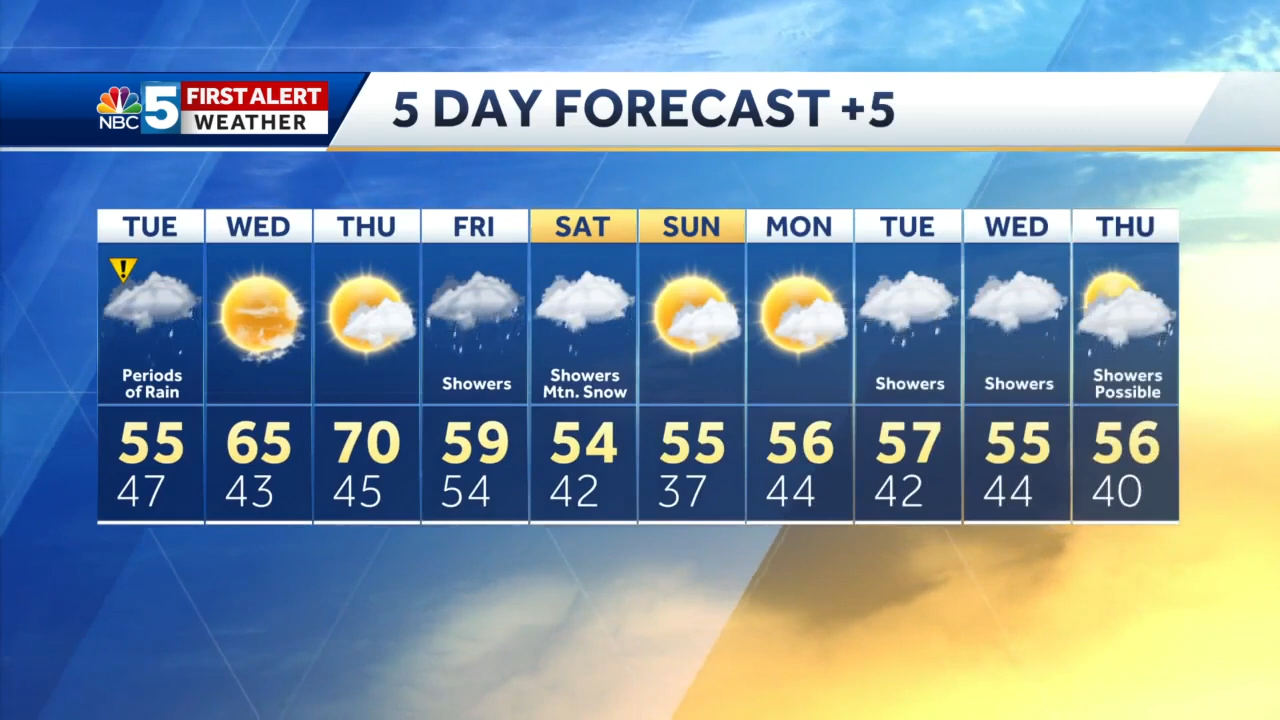 NBC 5 FIRST ALERT
WEATHER
5 DAY FORECAST +5
TUE WED THU FRI SAT SUN MON TUE WED THU
!
Periods
of Rain
Showers
Showers
Mtn. Snow
Showers
Showers
Showers
Possible
55 65 70 59 54 55 56 57 55 56
47 43 45 54 42 37 44 42 44 40